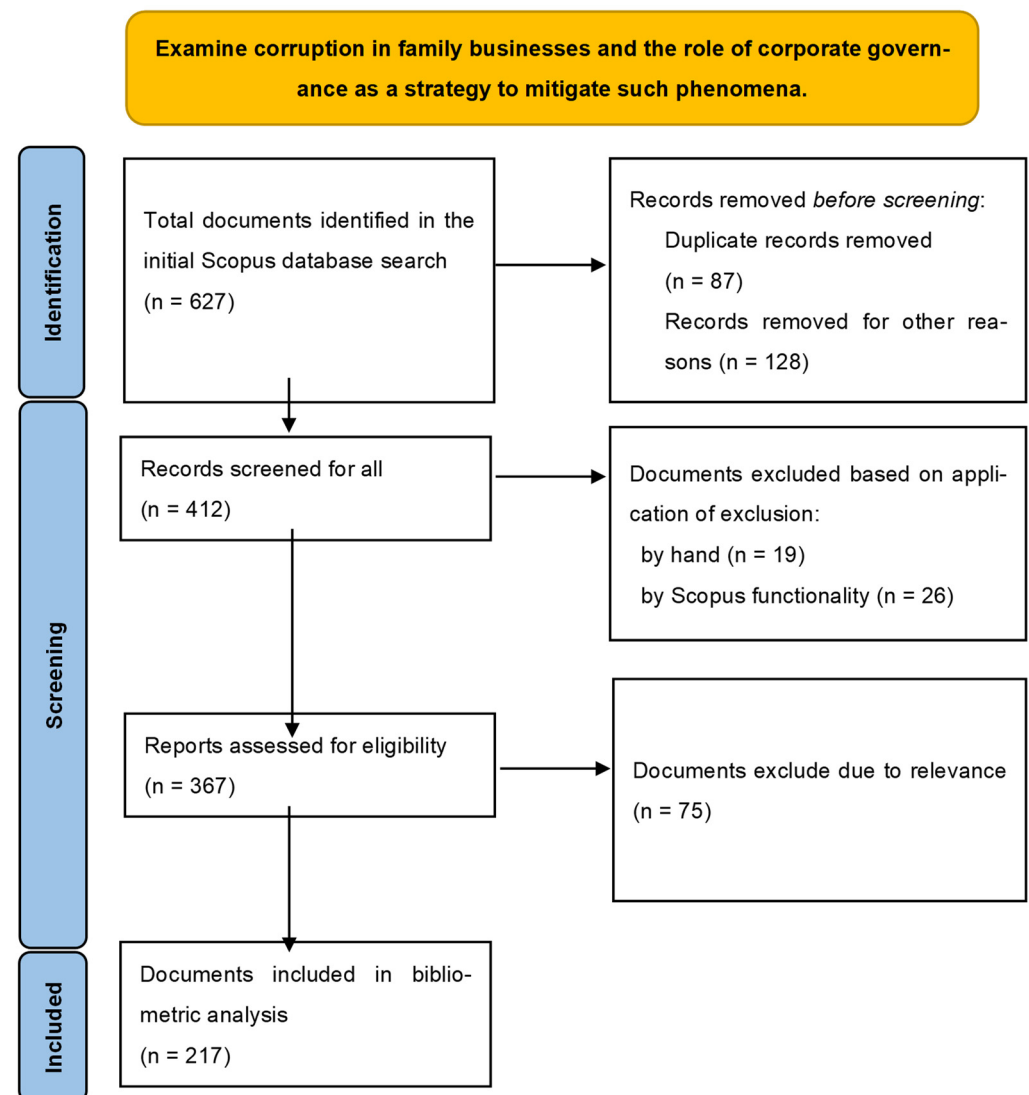 Examine corruption in family businesses and the role of corporate govern-
ance as a strategy to mitigate such phenomena.
Identification
Total documents identified in the
initial Scopus database search
(n = 627)
Records removed before screening:
Duplicate records removed
(n = 87)
Records removed for other rea-
sons (n = 128)
Screening
Records screened for all
(n = 412)
Documents excluded based on appli-
cation of exclusion:
by hand (n = 19)
by Scopus functionality (n = 26)
Reports assessed for eligibility
(n = 367)
Documents exclude due to relevance
(n = 75)
Included
Documents included in biblio-
metric analysis
(n = 217)